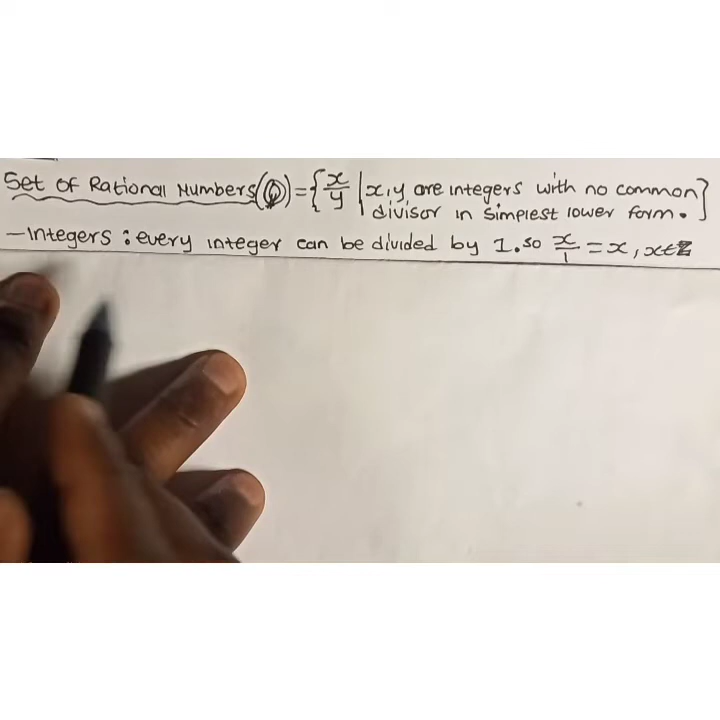 Set of Rational Numbers(Q) = {x/y | x,y are integers with no common
divisor in simplest lower form.}
—Integers : every integer can be divided by 1. so x/1 = x, x∈Z